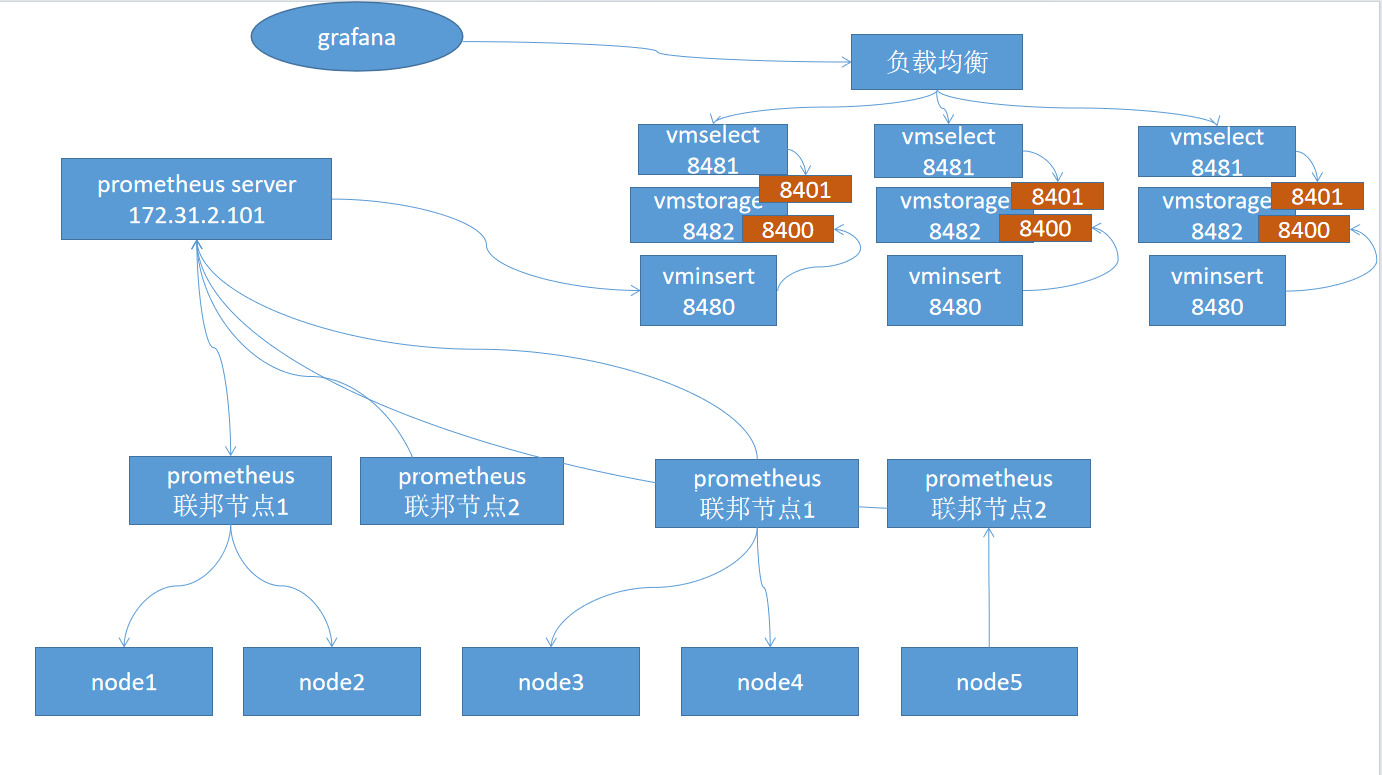 grafana
负载均衡
prometheus server
172.31.2.101
vmselect
8481
8401
vmstorage
8482
8400
vminsert
8480
vmselect
8481
8401
vmstorage
8482
8400
vminsert
8480
vmselect
8481
8401
vmstorage
8482
8400
vminsert
8480
prometheus
联邦节点1
prometheus
联邦节点2
prometheus
联邦节点1
prometheus
联邦节点2
node1
node2
node3
node4
node5